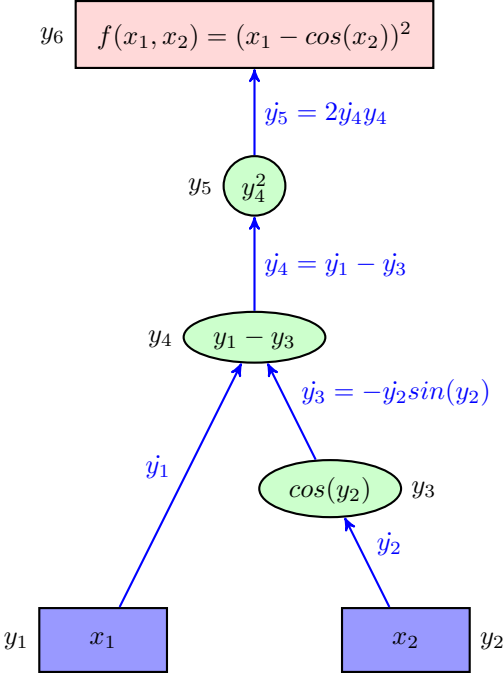 y₆ f(x₁, x₂) = (x₁ − cos(x₂))²
ẏ₅ = 2ẏ₄y₄
y₅ y₄²
ẏ₄ = ẏ₁ − ẏ₃
y₄ y₁ − y₃
ẏ₃ = −ẏ₂sin(y₂)
ẏ₁
cos(y₂) y₃
ẏ₂
y₁ x₁ x₂ y₂